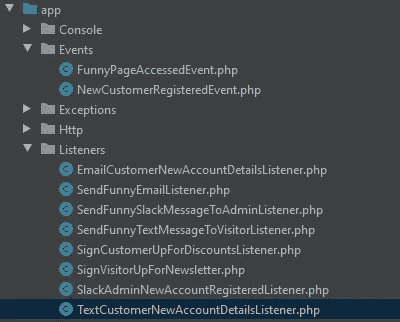 app
Console
Events
FunnyPageAccessedEvent.php
NewCustomerRegisteredEvent.php
Exceptions
Http
Listeners
EmailCustomerNewAccountDetailsListener.php
SendFunnyEmailListener.php
SendFunnySlackMessageToAdminListener.php
SendFunnyTextMessageToVisitorListener.php
SignCustomerUpForDiscountsListener.php
SignVisitorUpForNewsletter.php
SlackAdminNewAccountRegisteredListener.php
TextCustomerNewAccountDetailsListener.php